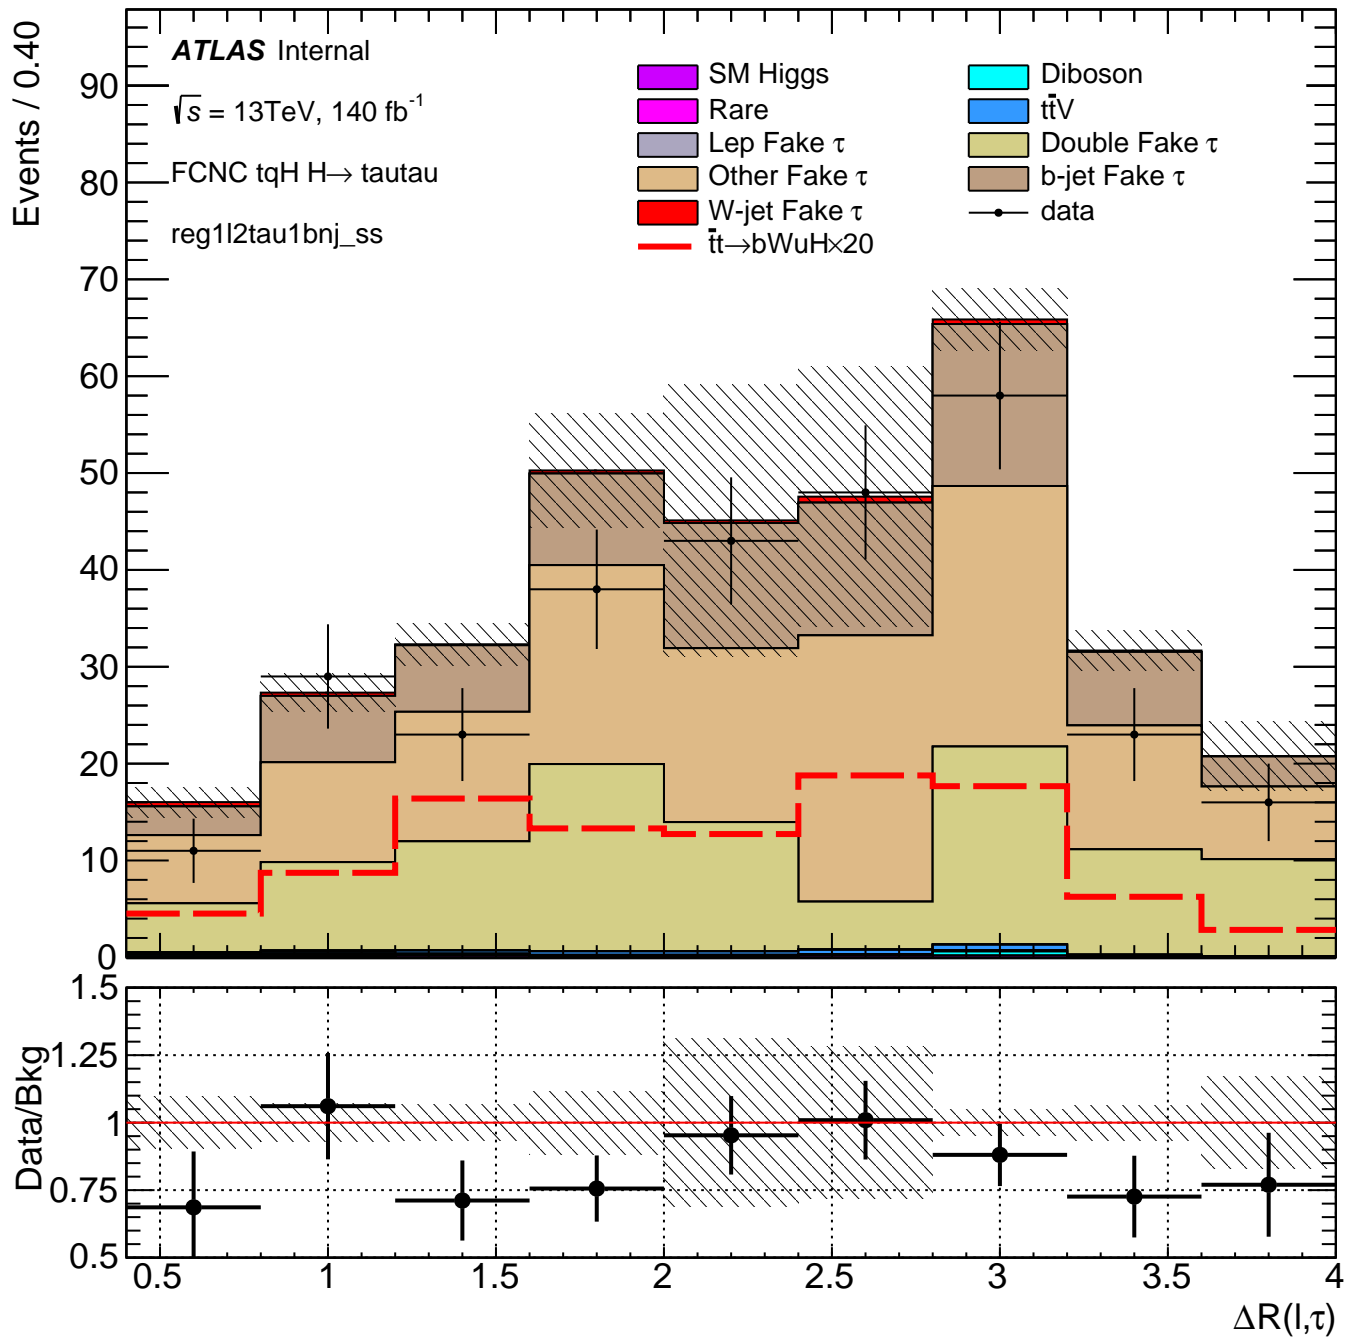 Events / 0.40
ATLAS Internal
√s = 13TeV, 140 fb⁻¹
FCNC tqH H→ tautau
reg1l2tau1bnj_ss
SM Higgs
Rare
Lep Fake τ
Other Fake τ
W-jet Fake τ
t̄t→bWuH×20
Diboson
tt̄V
Double Fake τ
b-jet Fake τ
data
90
80
70
60
50
40
30
20
10
0
Data/Bkg
1.5
1.25
1
0.75
0.5
0.5 1 1.5 2 2.5 3 3.5 4
ΔR(l,τ)